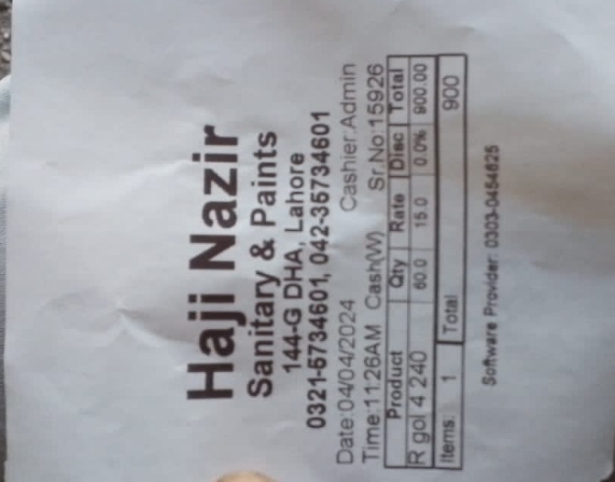 Haji Nazir
Sanitary & Paints
144-G DHA, Lahore
0321-5734601, 042-35734601
Date:04/04/2024 Cashier:Admin
Time:11:26AM Cash(W) Sr.No:15926
Product Qty Rate Disc Total
R gol 4 240 60.0 15.0 0.0% 900.00
Items: 1 Total 900
Software Provider: 0303-0454625